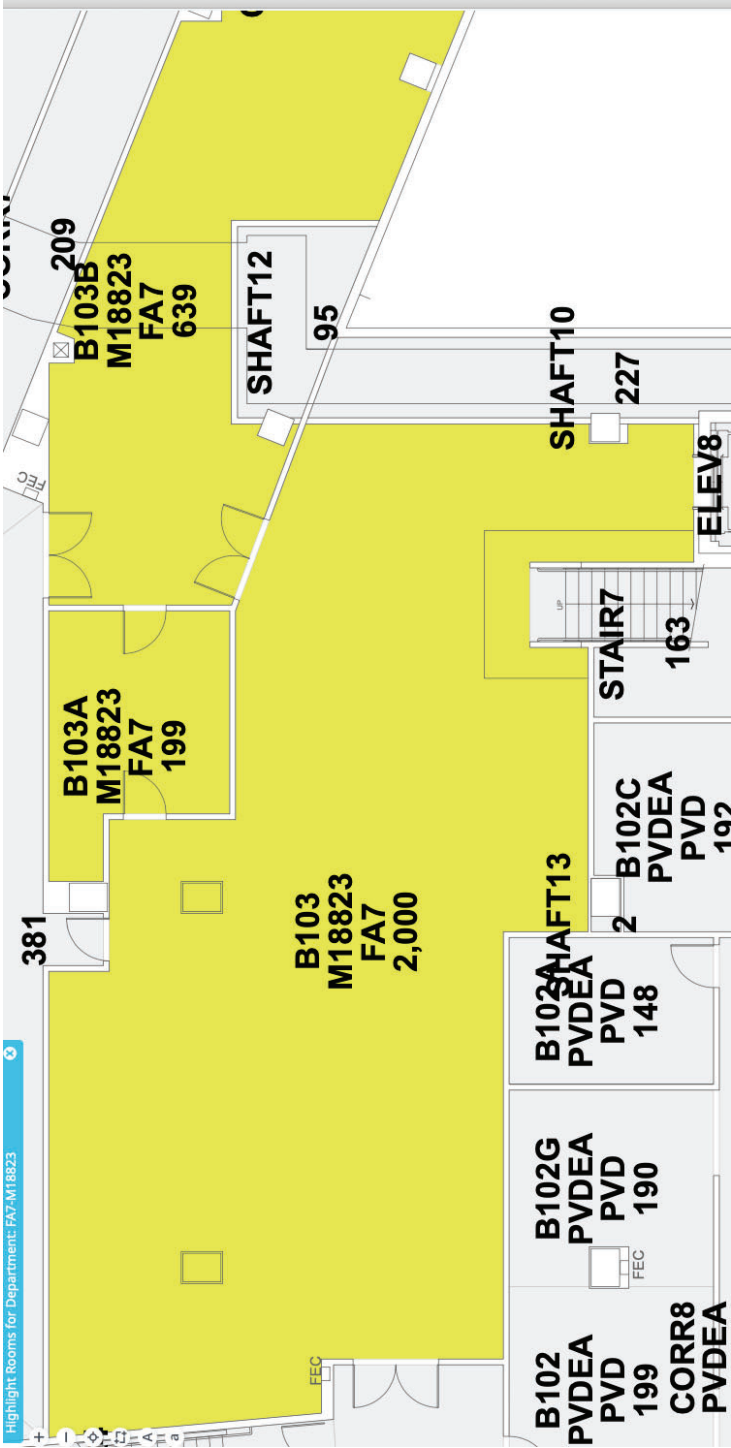 Highlight Rooms for Department: FA7-M18823
A
a
381
FEC
209
B103B
M18823
FA7
639
B103A
M18823
FA7
199
SHAFT12
95
B103
M18823
FA7
2,000
FEC
SHAFT10
227
SHAFT13
2
UP
STAIR7
163
ELEV8
B102
PVDEA
PVD
199
B102G
PVDEA
PVD
190
FEC
B102A
PVDEA
PVD
148
B102C
PVDEA
PVD
192
CORR8
PVDEA